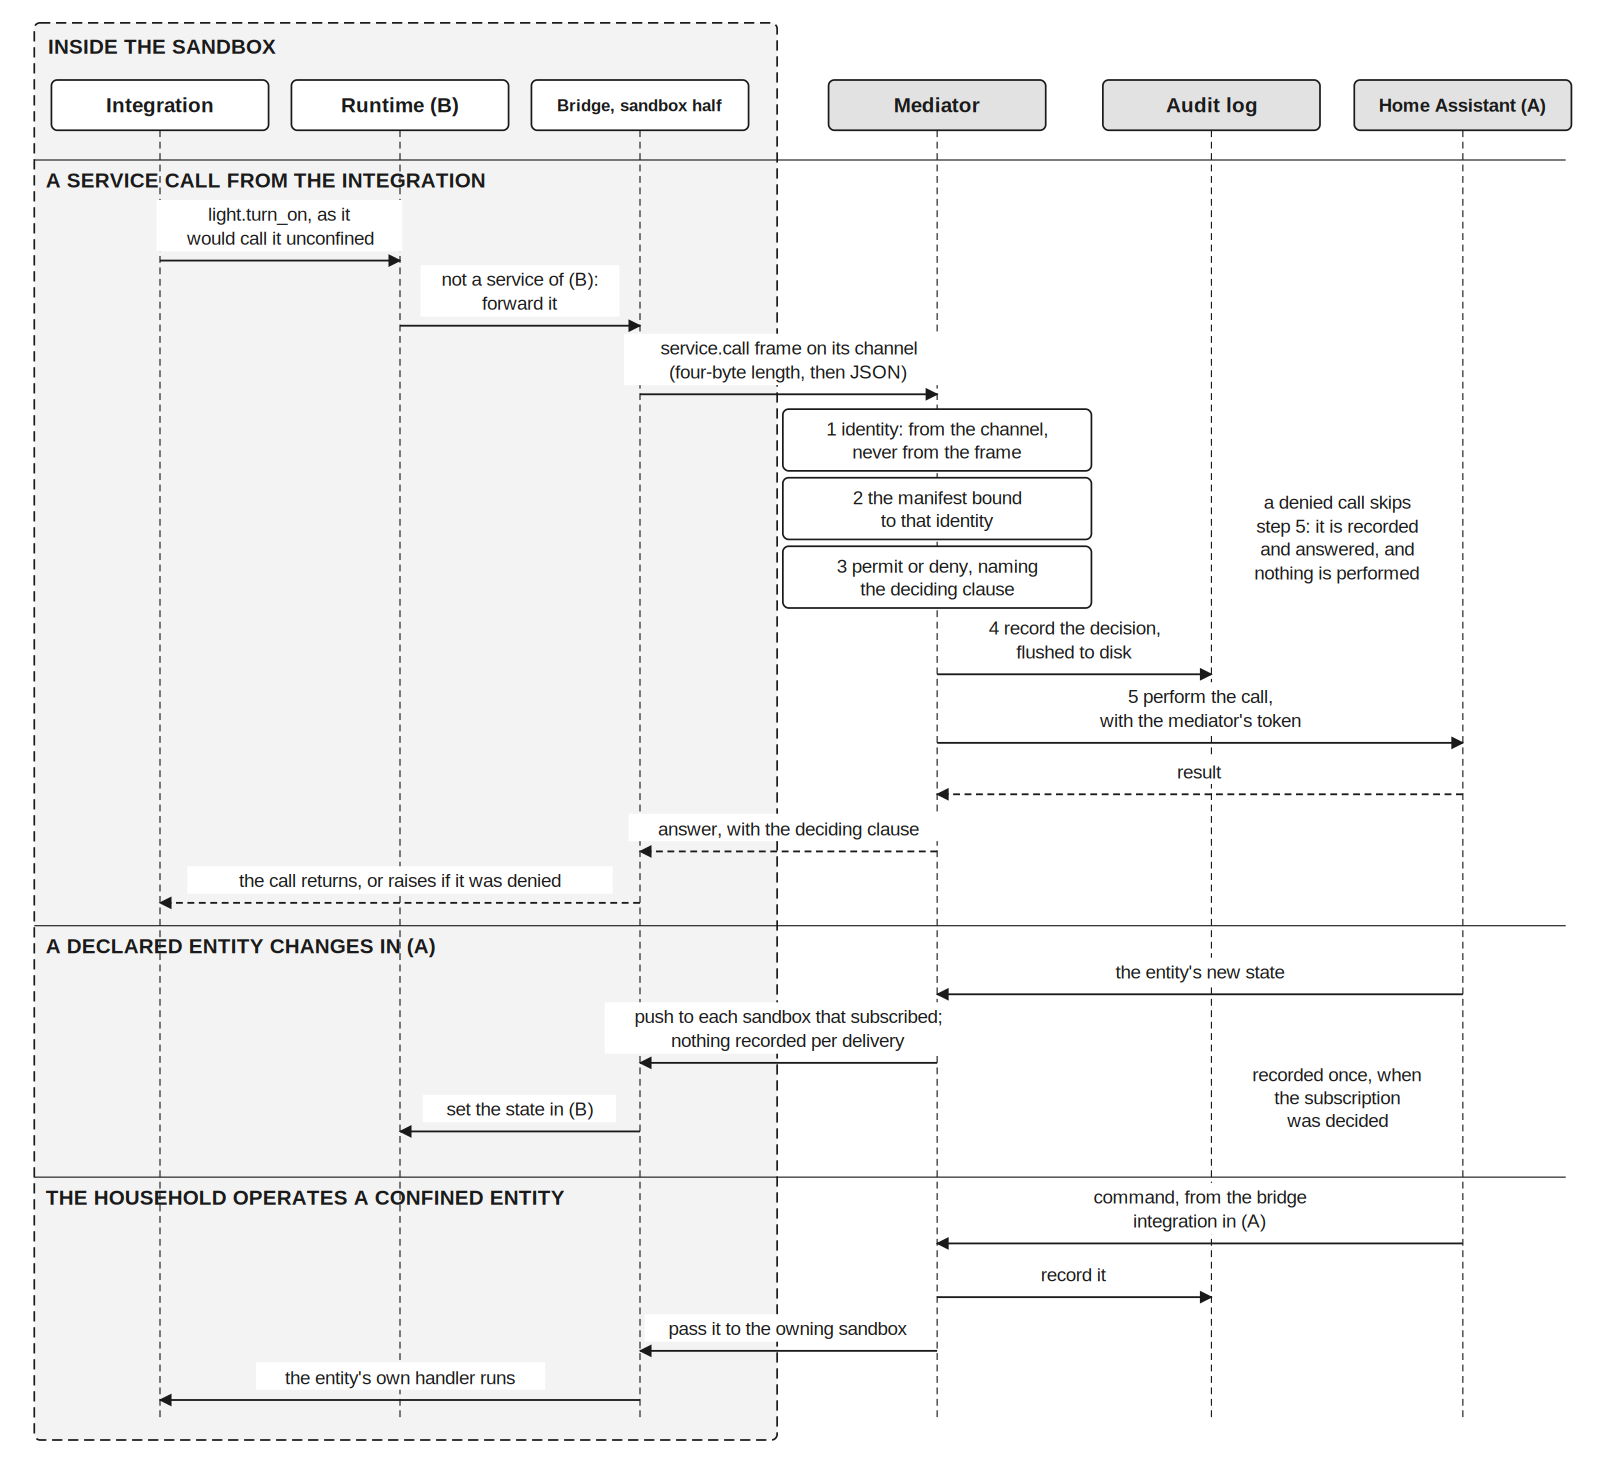 INSIDE THE SANDBOX
Integration
Runtime (B)
Bridge, sandbox half
Mediator
Audit log
Home Assistant (A)
A SERVICE CALL FROM THE INTEGRATION
light.turn_on, as it
would call it unconfined
not a service of (B):
forward it
service.call frame on its channel
(four-byte length, then JSON)
1 identity: from the channel,
never from the frame
2 the manifest bound
to that identity
3 permit or deny, naming
the deciding clause
a denied call skips
step 5: it is recorded
and answered, and
nothing is performed
4 record the decision,
flushed to disk
5 perform the call,
with the mediator's token
result
answer, with the deciding clause
the call returns, or raises if it was denied
A DECLARED ENTITY CHANGES IN (A)
the entity's new state
push to each sandbox that subscribed;
nothing recorded per delivery
recorded once, when
the subscription
was decided
set the state in (B)
THE HOUSEHOLD OPERATES A CONFINED ENTITY
command, from the bridge
integration in (A)
record it
pass it to the owning sandbox
the entity's own handler runs